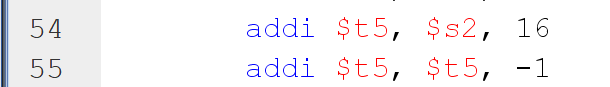 54 addi $t5, $s2, 16
55 addi $t5, $t5, -1